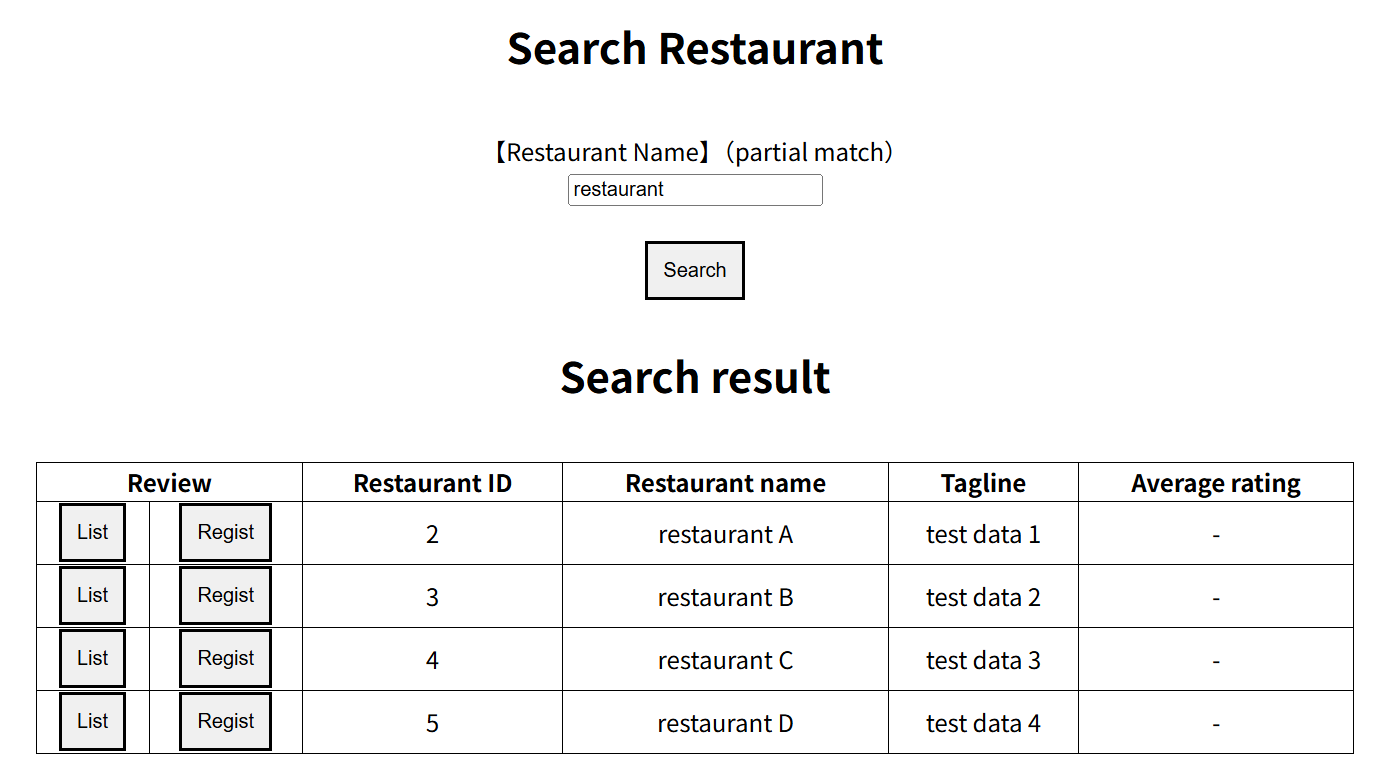 Search Restaurant
【Restaurant Name】（partial match）
restaurant
Search
Search result
Review Restaurant ID Restaurant name Tagline Average rating
List Regist 2 restaurant A test data 1 -
List Regist 3 restaurant B test data 2 -
List Regist 4 restaurant C test data 3 -
List Regist 5 restaurant D test data 4 -